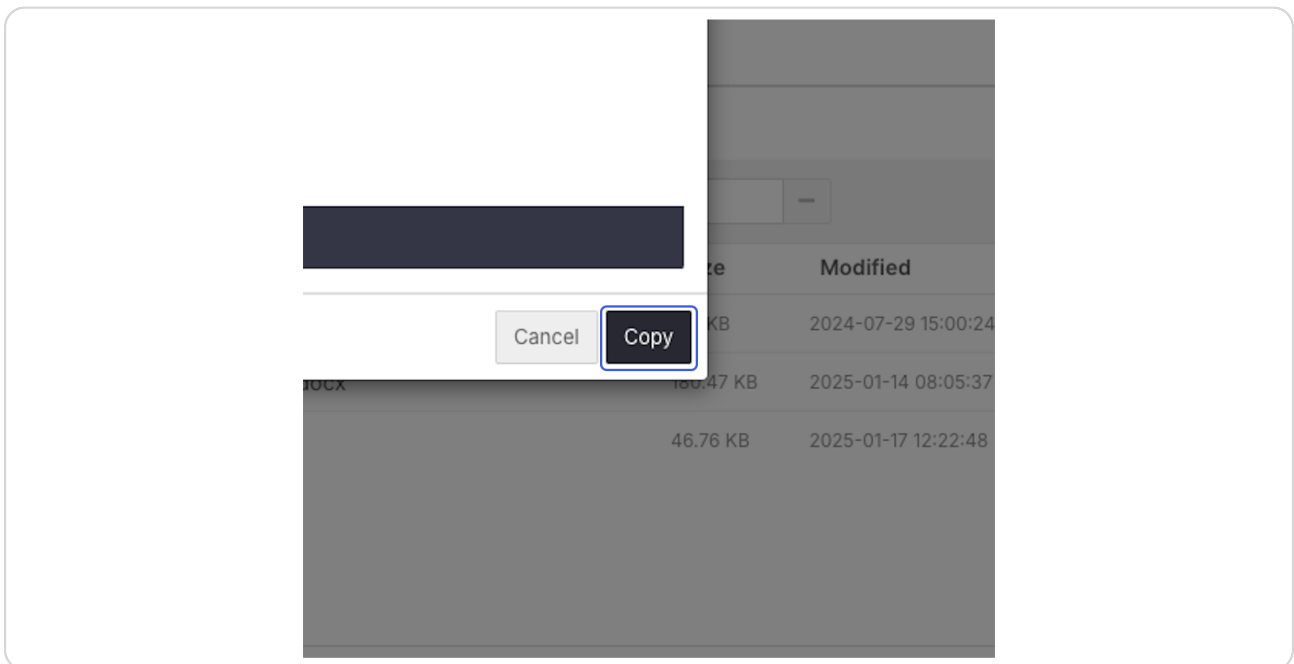 Modified
KB 2024-07-29 15:00:24
Cancel Copy
180.47 KB 2025-01-14 08:05:37
46.76 KB 2025-01-17 12:22:48